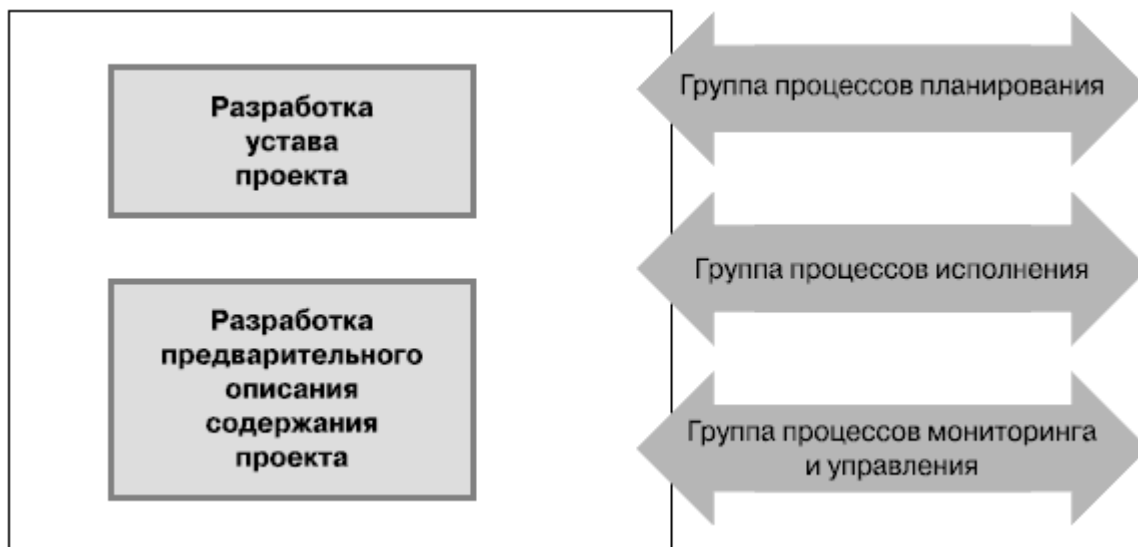 Разработка
устава
проекта
Разработка
предварительного
описания
содержания
проекта
Группа процессов планирования
Группа процессов исполнения
Группа процессов мониторинга
и управления